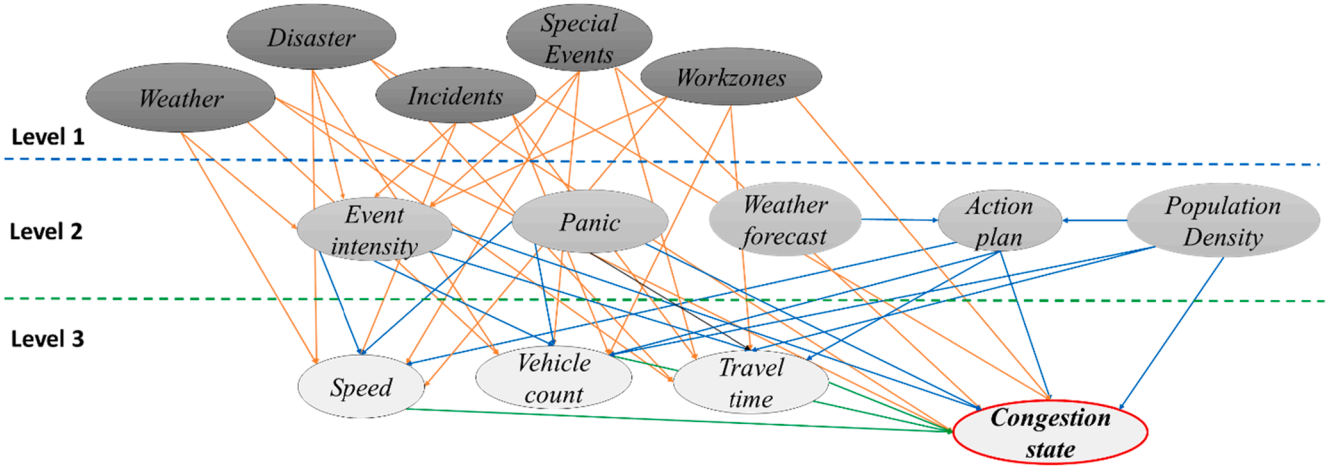 Disaster
Special
Events
Weather
Incidents
Workzones
Level 1
Level 2
Event
intensity
Panic
Weather
forecast
Action
plan
Population
Density
Level 3
Speed
Vehicle
count
Travel
time
Congestion
state